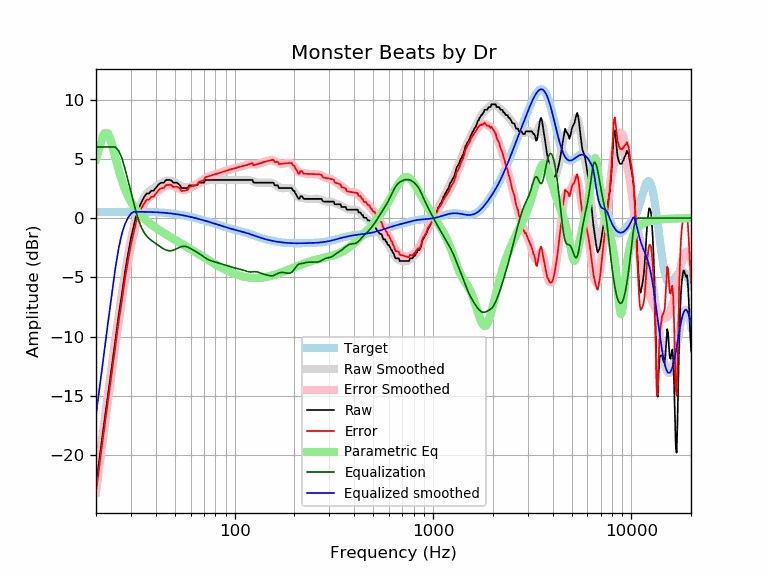 Monster Beats by Dr
Amplitude (dBr)
10
5
0
−5
−10
−15
−20
Target
Raw Smoothed
Error Smoothed
Raw
Error
Parametric Eq
Equalization
Equalized smoothed
100
1000
10000
Frequency (Hz)